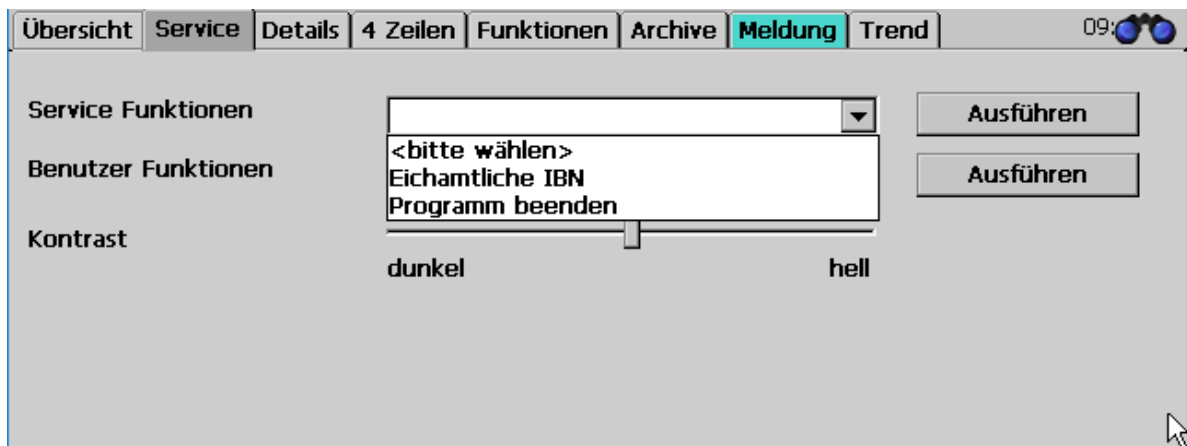 Übersicht Service Details 4 Zeilen Funktionen Archive Meldung Trend 09:
Service Funktionen Ausführen
<bitte wählen>
Benutzer Funktionen Ausführen
Eichamtliche IBN
Programm beenden
Kontrast
dunkel hell